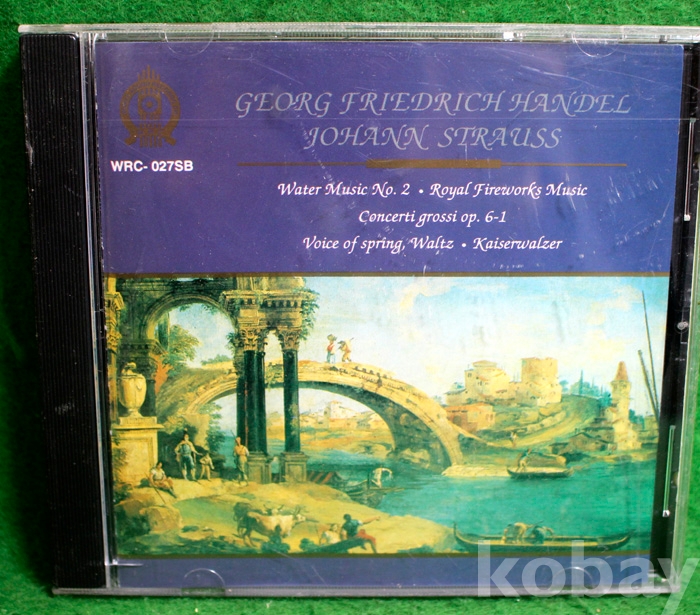 GEORG FRIEDRICH HANDEL
JOHANN STRAUSS
WRC- 027SB
Water Music No. 2 • Royal Fireworks Music
Concerti grossi op. 6-1
Voice of spring, Waltz • Kaiserwalzer
kobay